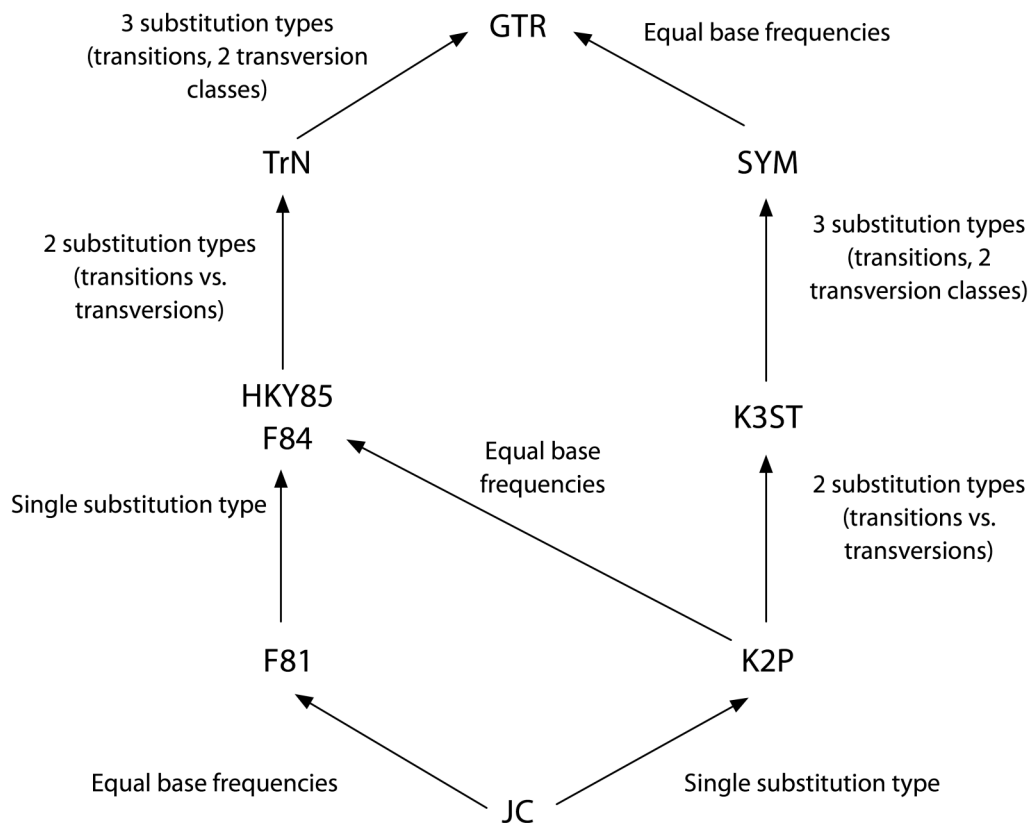 3 substitution types
(transitions, 2 transversion
classes)
GTR
Equal base frequencies
TrN
SYM
2 substitution types
(transitions vs.
transversions)
3 substitution types
(transitions, 2
transversion classes)
HKY85
F84
K3ST
Equal base
frequencies
Single substitution type
2 substitution types
(transitions vs.
transversions)
F81
K2P
Equal base frequencies
Single substitution type
JC